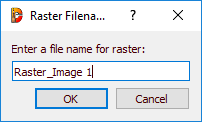 Raster Filena... ?
Enter a file name for raster:
Raster_Image 1
OK Cancel